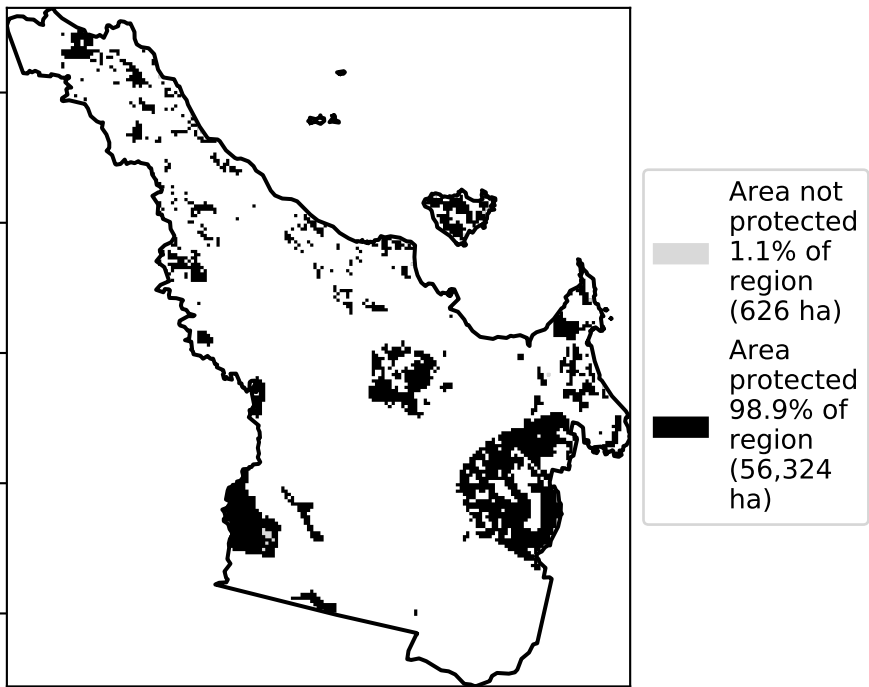 Area not
protected
1.1% of
region
(626 ha)
Area
protected
98.9% of
region
(56,324
ha)